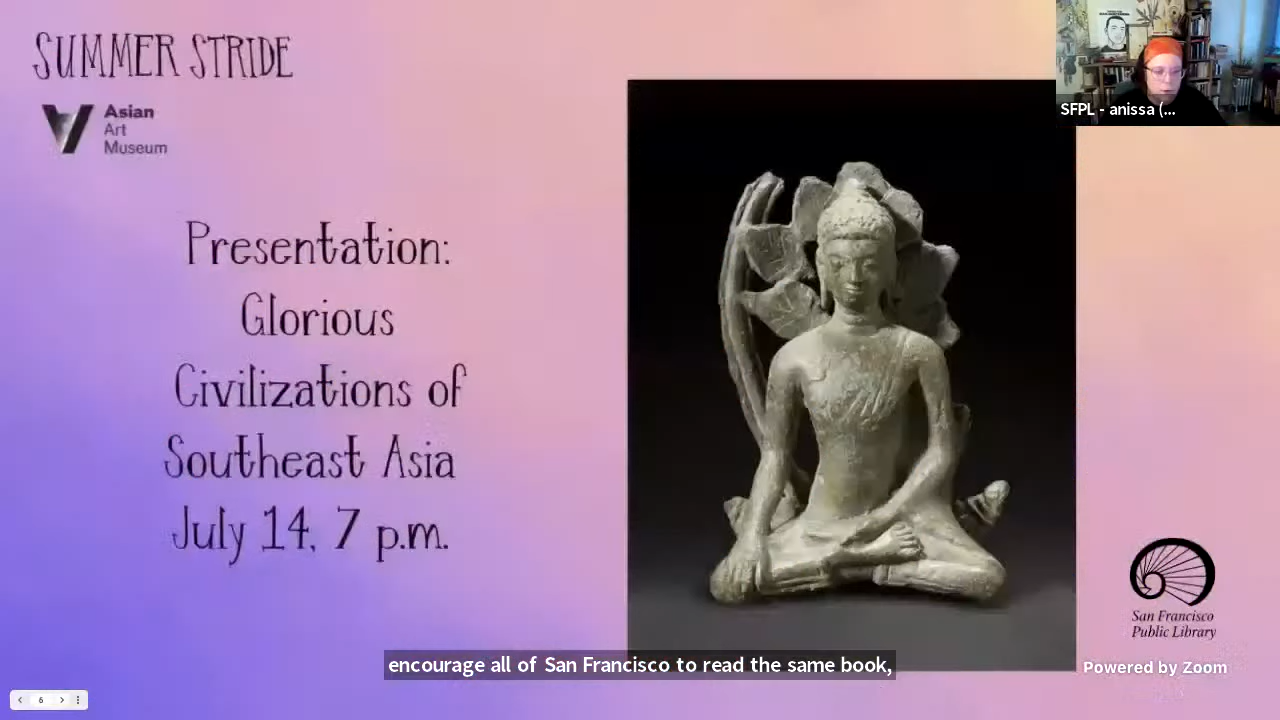 SUMMER STRIDE
Asian
Art
Museum
Presentation:
Glorious
Civilizations of
Southeast Asia
July 14, 7 p.m.
SFPL - anissa (...
San Francisco
Public Library
encourage all of San Francisco to read the same book,
Powered by Zoom
6